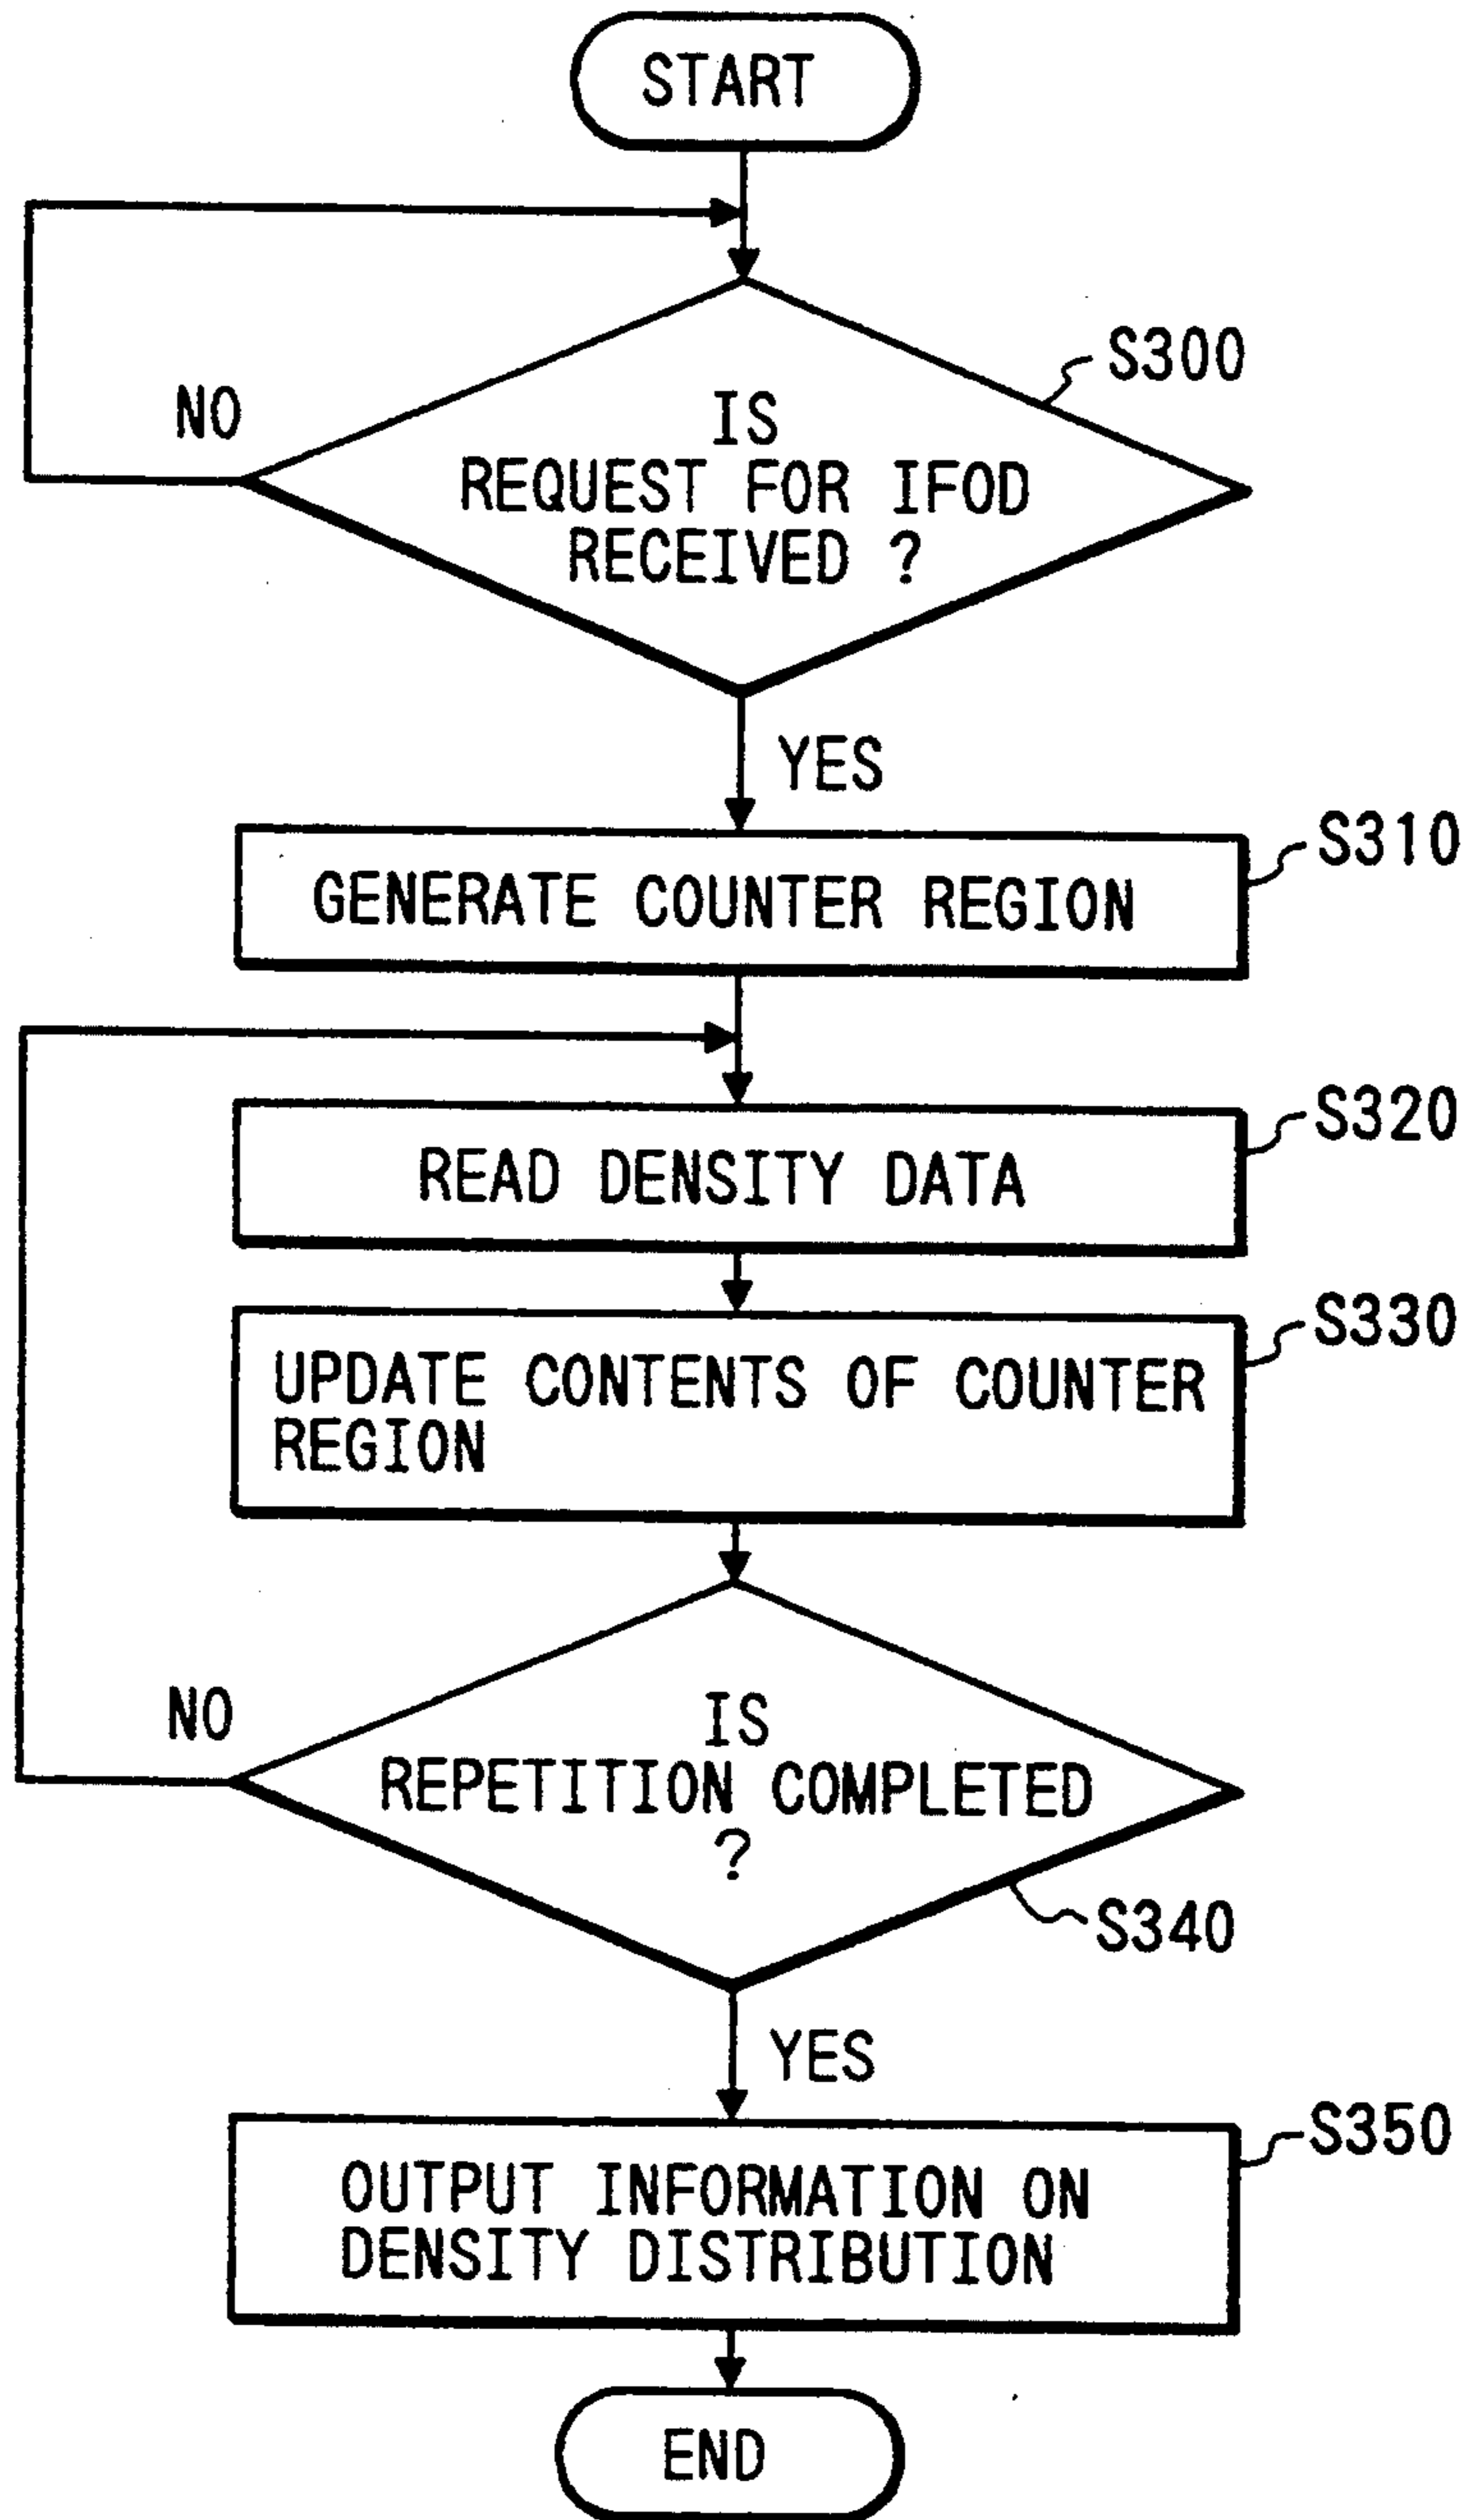 START
S300
NO
IS
REQUEST FOR IFOD
RECEIVED ?
YES
S310
GENERATE COUNTER REGION
S320
READ DENSITY DATA
S330
UPDATE CONTENTS OF COUNTER
REGION
NO
IS
REPETITION COMPLETED
?
S340
YES
S350
OUTPUT INFORMATION ON
DENSITY DISTRIBUTION
END